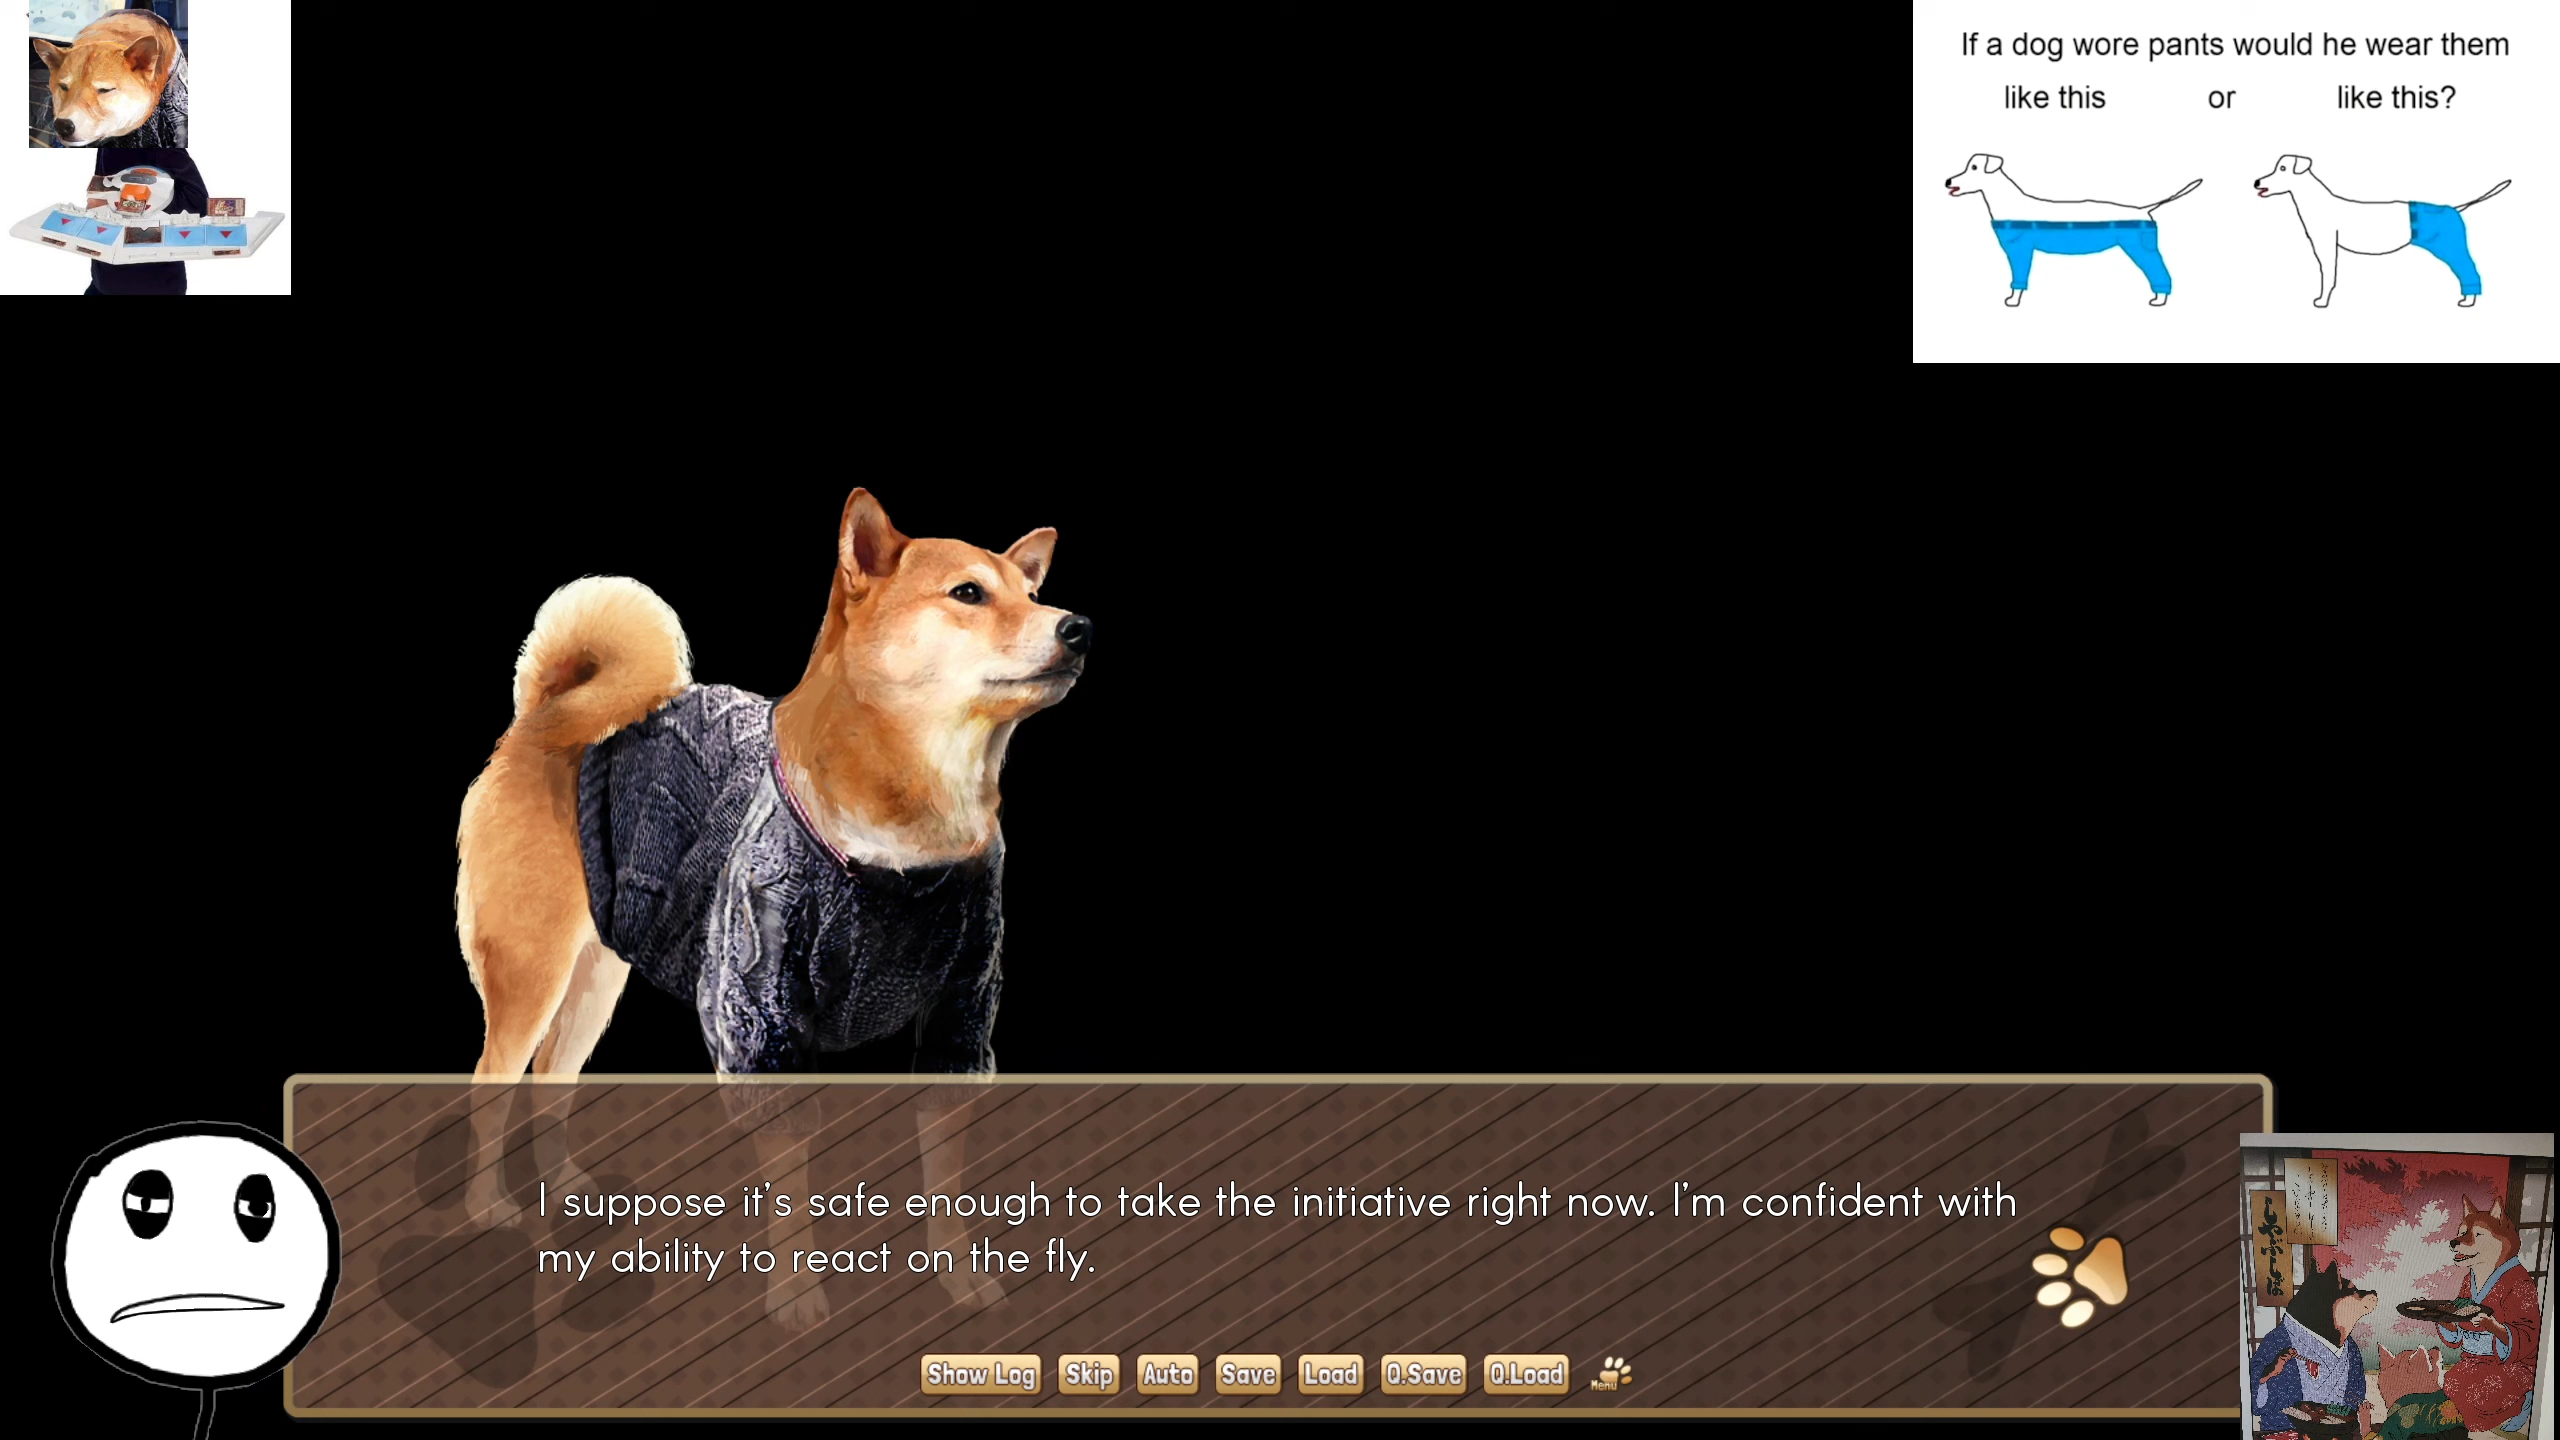 If a dog wore pants would he wear them
like this or like this?
I suppose it's safe enough to take the initiative right now. I'm confident with
my ability to react on the fly.
Show Log Skip Auto Save Load Q.Save Q.Load Menu